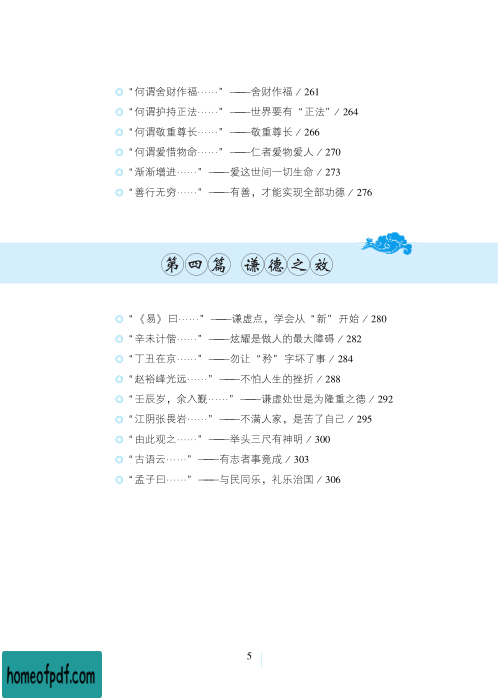 “何谓舍财作福……” ——舍财作福 / 261
“何谓护持正法……” ——世界要有“正法” / 264
“何谓敬重尊长……” ——敬重尊长 / 266
“何谓爱惜物命……” ——仁者爱物爱人 / 270
“渐渐增进……” ——爱这世间一切生命 / 273
“善行无穷……” ——有善，才能实现全部功德 / 276
第四篇 谦德之效
“《易》曰……” ——谦虚点，学会从“新”开始 / 280
“辛未计偕……” ——炫耀是做人的最大障碍 / 282
“丁丑在京……” ——勿让“矜”字坏了事 / 284
“赵裕峰光远……” ——不怕人生的挫折 / 288
“壬辰岁，余入觐……” ——谦虚处世是为隆重之德 / 292
“江阴张畏岩……” ——不满人家，是苦了自己 / 295
“由此观之……” ——举头三尺有神明 / 300
“古语云……” ——有志者事竟成 / 303
“孟子曰……” ——与民同乐，礼乐治国 / 306
5
homeofpdf.com